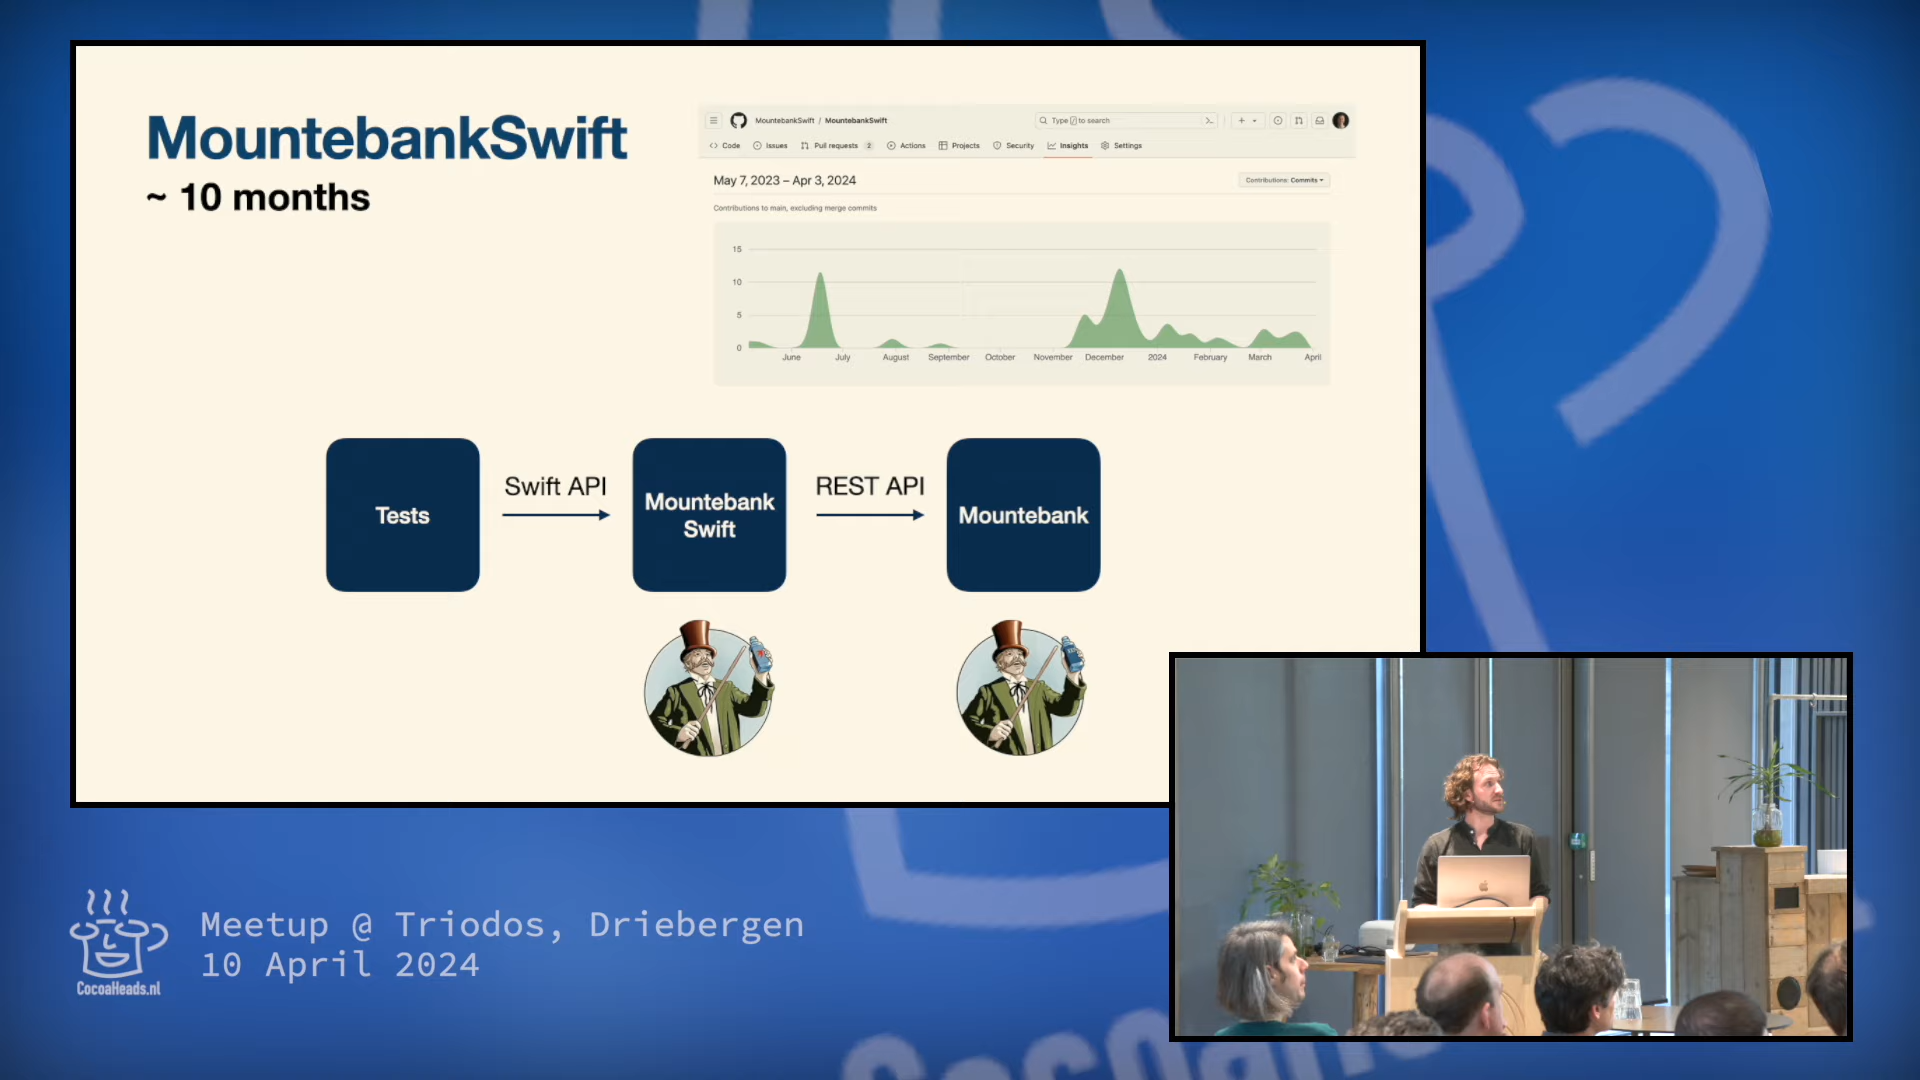 MountebankSwift
~ 10 months
MountebankSwift / MountebankSwift
Type / to search
Code
Issues
Pull requests 2
Actions
Projects
Security
Insights
Settings
May 7, 2023 – Apr 3, 2024
Contributions: Commits
Contributions to main, excluding merge commits
15
10
5
0
June July August September October November December 2024 February March April
Tests
Swift API
Mountebank
Swift
REST API
Mountebank
Meetup @ Triodos, Driebergen
10 April 2024
CocoaHeads.nl